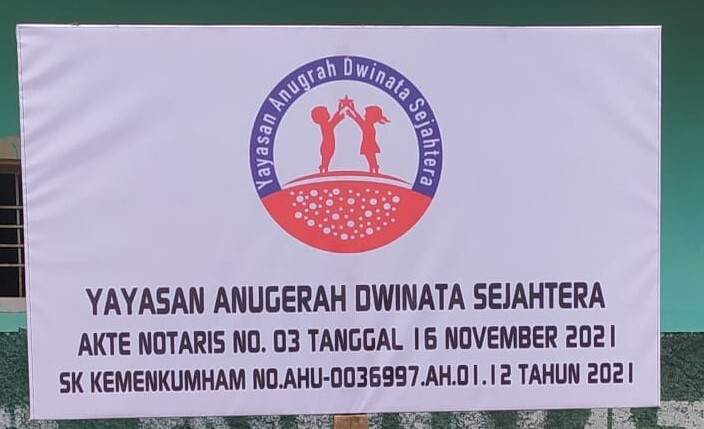 Yayasan Anugrah Dwinata Sejahtera
YAYASAN ANUGERAH DWINATA SEJAHTERA
AKTE NOTARIS NO. 03 TANGGAL 16 NOVEMBER 2021
SK KEMENKUMHAM NO.AHU-0036997.AH.01.12 TAHUN 2021